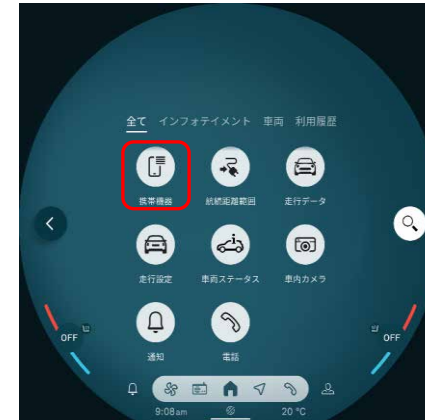 全て インフォテイメント 車両 利用履歴
携帯機器 航続距離範囲 走行データ
走行設定 車両ステータス 車内カメラ
通知 電話
OFF OFF
9:08am 20 °C